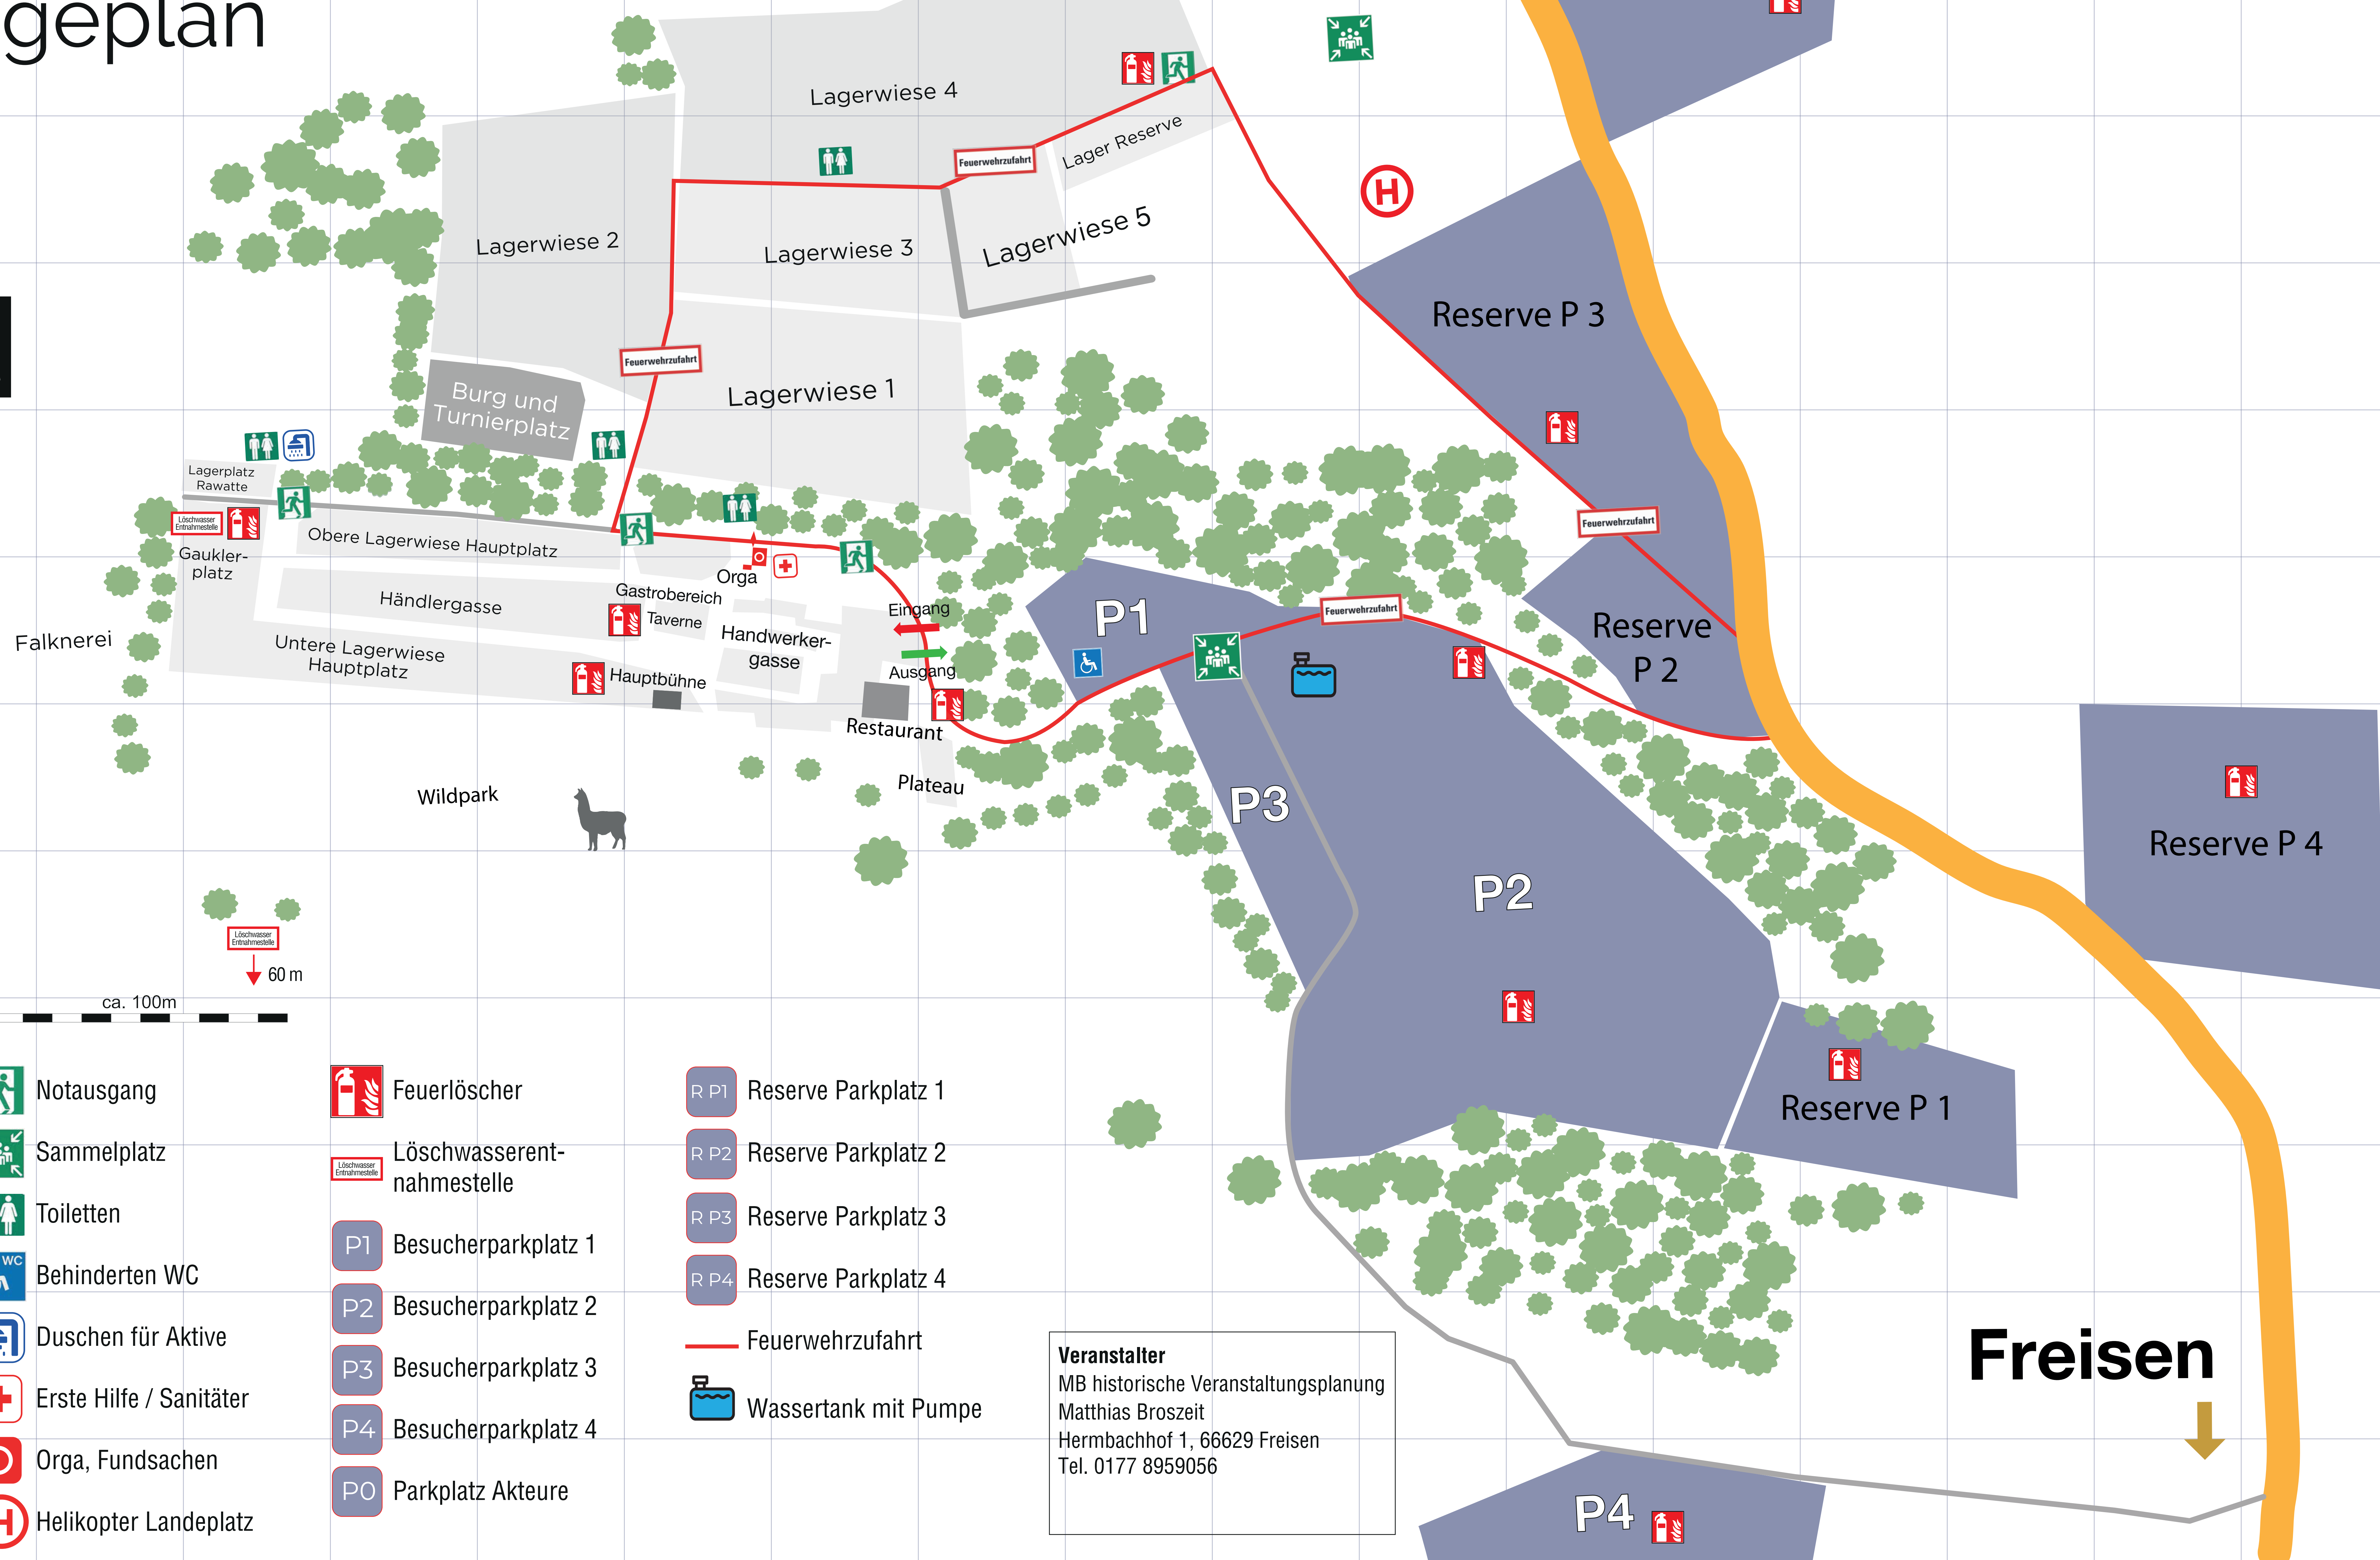 geplan
Lagerwiese 4
Lager Reserve
Feuerwehrzufahrt
H
Lagerwiese 2
Lagerwiese 3
Lagerwiese 5
Reserve P 3
Feuerwehrzufahrt
Lagerwiese 1
Burg und
Turnierplatz
Lagerplatz
Rawatte
Löschwasser
Entnahmestelle
Feuerwehrzufahrt
Obere Lagerwiese Hauptplatz
Gaukler-
platz
Orga
Gastrobereich
Händlergasse
Taverne
Eingang
P1
Feuerwehrzufahrt
Reserve
P 2
Falknerei
Handwerker-
gasse
Untere Lagerwiese
Hauptplatz
Ausgang
Hauptbühne
Restaurant
Plateau
Wildpark
P3
P2
Reserve P 4
Löschwasser
Entnahmestelle
60 m
ca. 100m
Reserve P 1
Notausgang
Sammelplatz
Toiletten
WC
Behinderten WC
Duschen für Aktive
Erste Hilfe / Sanitäter
Orga, Fundsachen
H
Helikopter Landeplatz
Feuerlöscher
Löschwasser
Entnahmestelle
Löschwasserent-
nahmestelle
P1 Besucherparkplatz 1
P2 Besucherparkplatz 2
P3 Besucherparkplatz 3
P4 Besucherparkplatz 4
P0 Parkplatz Akteure
R P1 Reserve Parkplatz 1
R P2 Reserve Parkplatz 2
R P3 Reserve Parkplatz 3
R P4 Reserve Parkplatz 4
Feuerwehrzufahrt
Wassertank mit Pumpe
Veranstalter
MB historische Veranstaltungsplanung
Matthias Broszeit
Hermbachhof 1, 66629 Freisen
Tel. 0177 8959056
Freisen
P4